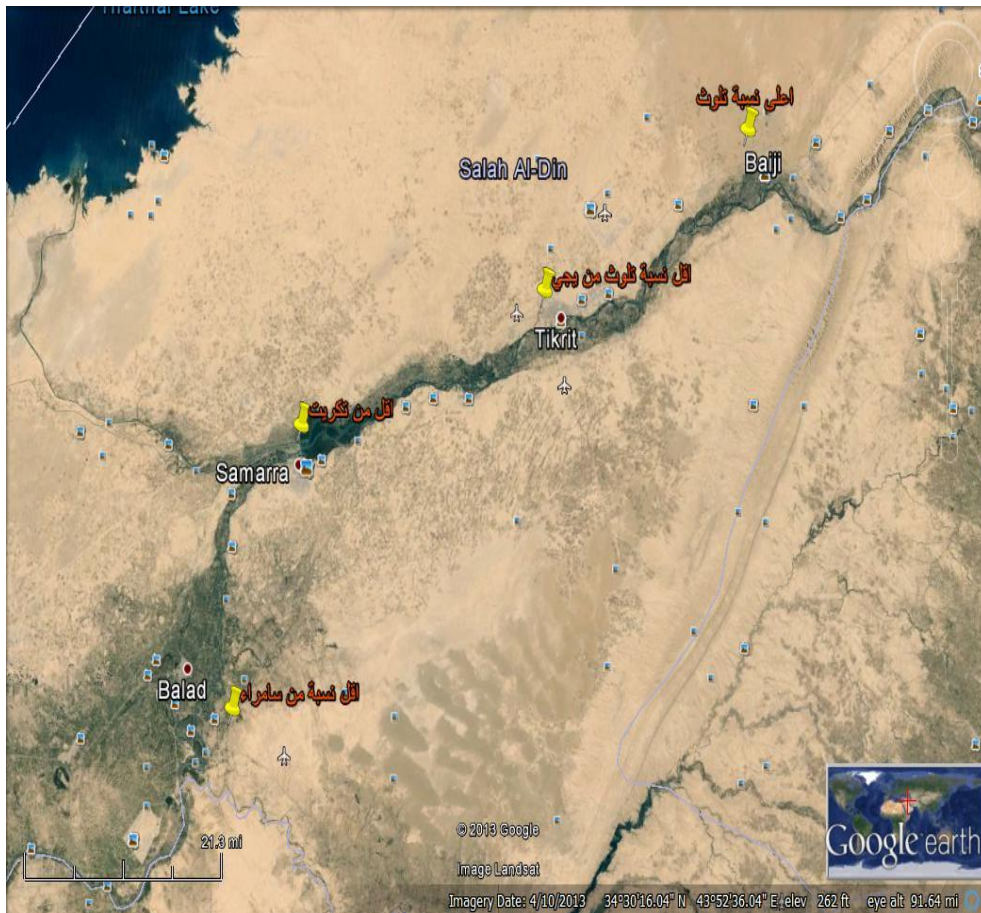 Tharthar Lake
اعلى نسبة تلوث
Baiji
Salah Al-Din
اقل نسبة تلوث من بيجي
Tikrit
اقل من تكريت
Samarra
Balad
اقل نسبة من سامراء
21.3 mi
© 2013 Google
Image Landsat
Google earth
Imagery Date: 4/10/2013 34°30'16.04" N 43°52'36.04" E elev 262 ft eye alt 91.64 mi